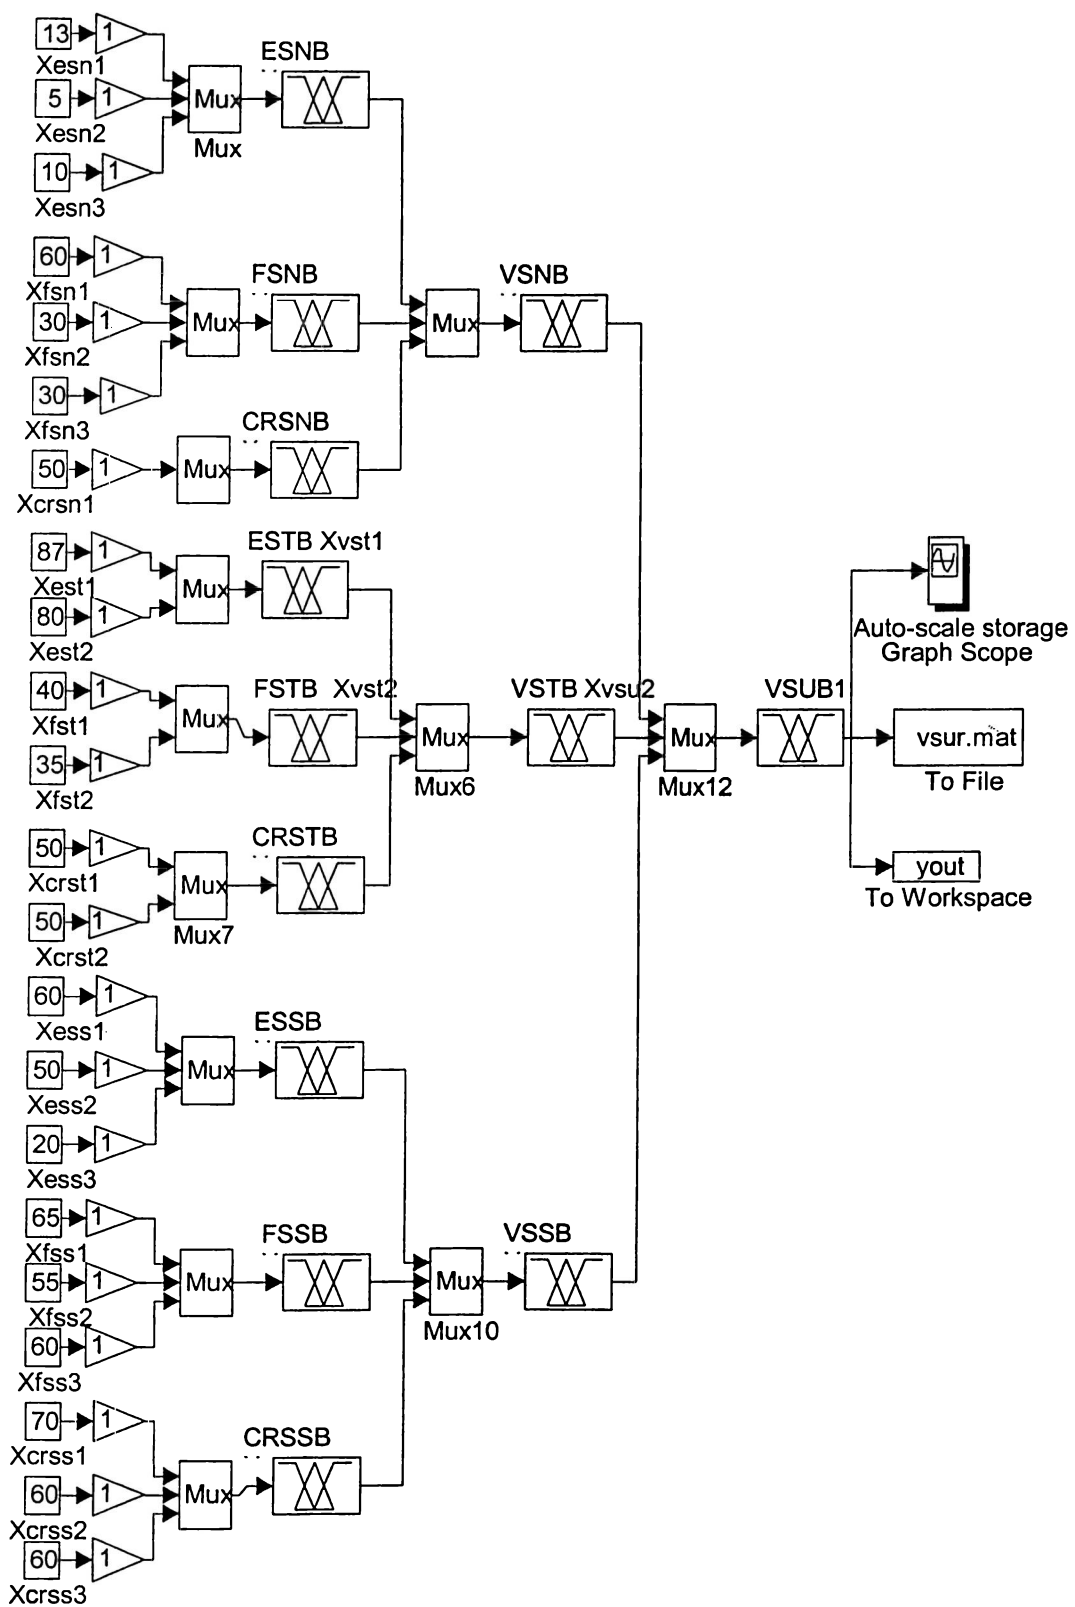 13 1
Xesn1
5 1
Xesn2
10 1
Xesn3
Mux
Mux
ESNB
60 1
Xfsn1
30 1
Xfsn2
30 1
Xfsn3
Mux
FSNB
50 1
Xcrsn1
Mux
CRSNB
Mux
VSNB
87 1
Xest1
80 1
Xest2
Mux
ESTB Xvst1
40 1
Xfst1
35 1
Xfst2
Mux
FSTB Xvst2
50 1
Xcrst1
50 1
Xcrst2
Mux
Mux7
CRSTB
Mux
Mux6
VSTB Xvsu2
60 1
Xess1
50 1
Xess2
20 1
Xess3
Mux
ESSB
65 1
Xfss1
55 1
Xfss2
60 1
Xfss3
Mux
FSSB
70 1
Xcrss1
60 1
Xcrss2
60 1
Xcrss3
Mux
CRSSB
Mux
Mux10
VSSB
Mux
Mux12
VSUB1
Auto-scale storage
Graph Scope
vsur.mat
To File
yout
To Workspace